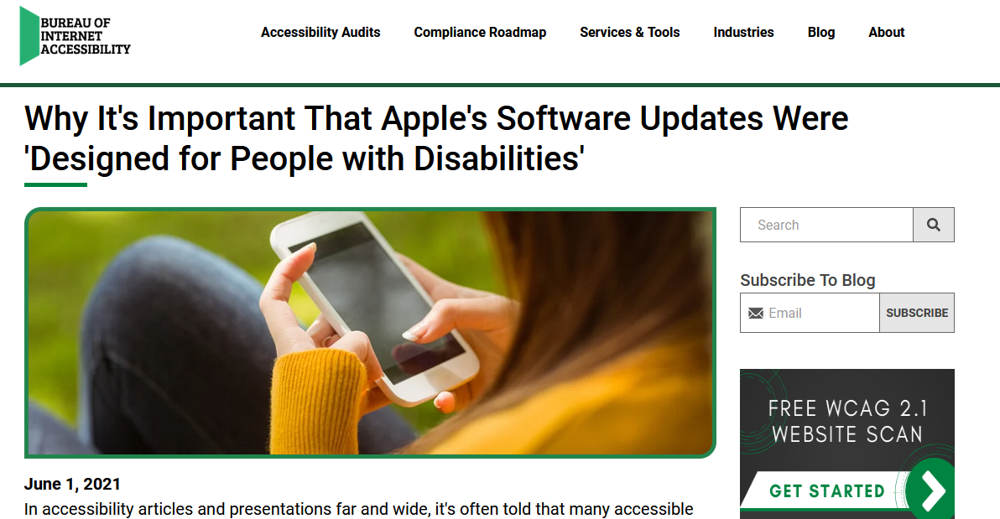 BUREAU OF
INTERNET
ACCESSIBILITY
Accessibility Audits
Compliance Roadmap
Services & Tools
Industries
Blog
About
Why It's Important That Apple's Software Updates Were
'Designed for People with Disabilities'
Search
Subscribe To Blog
Email
SUBSCRIBE
FREE WCAG 2.1
WEBSITE SCAN
GET STARTED
June 1, 2021
In accessibility articles and presentations far and wide, it's often told that many accessible